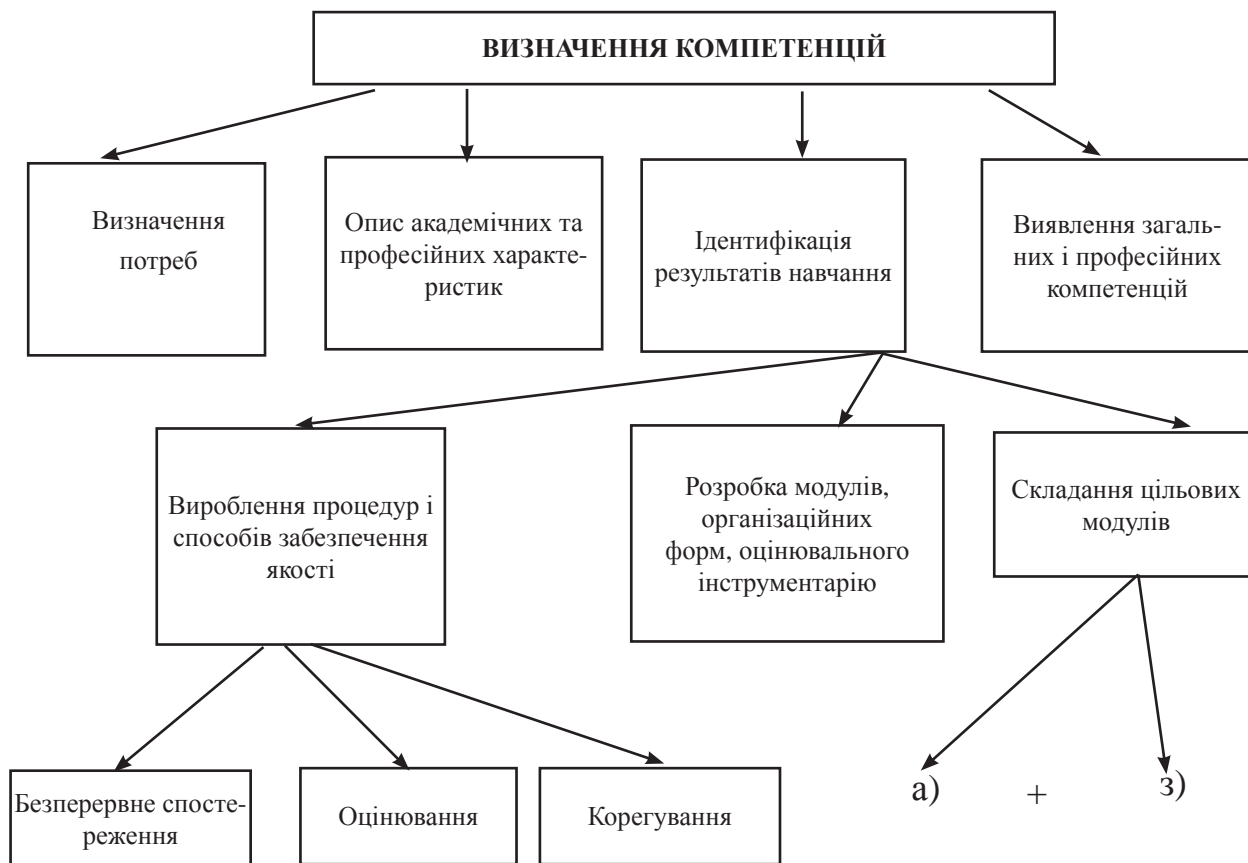 ВИЗНАЧЕННЯ КОМПЕТЕНЦІЙ
Визначення
потреб
Опис академічних та
професійних характе-
ристик
Ідентифікація
результатів навчання
Виявлення загаль-
них і професійних
компетенцій
Вироблення процедур і
способів забезпечення
якості
Розробка модулів,
організаційних
форм, оцінювального
інструментарію
Складання цільових
модулів
Безперервне спосте-
реження
Оцінювання
Корегування
а) + з)